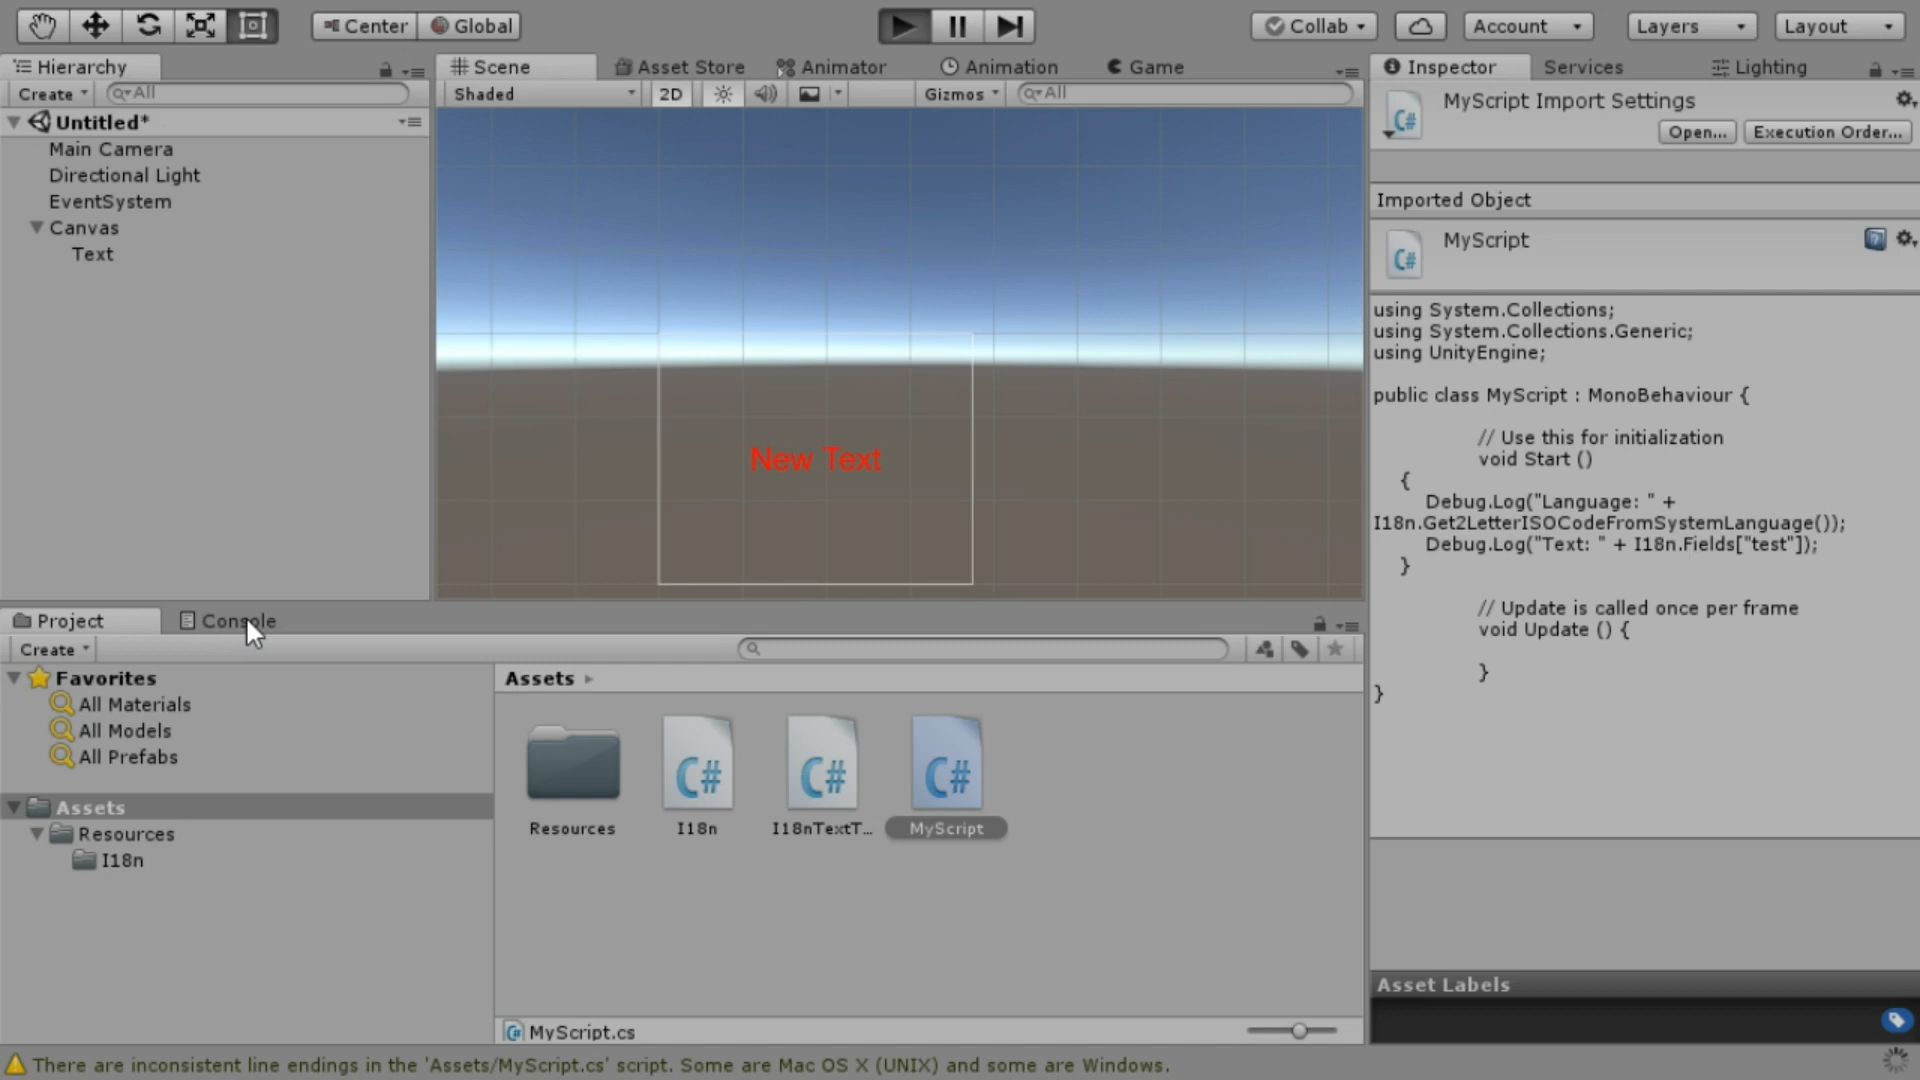 Center
Global
Collab
Account
Layers
Layout
Hierarchy
Create
All
Untitled*
Main Camera
Directional Light
EventSystem
Canvas
Text
Scene
Asset Store
Animator
Animation
Game
Shaded
2D
Gizmos
All
New Text
Inspector
Services
Lighting
MyScript Import Settings
Open...
Execution Order...
Imported Object
MyScript
using System.Collections;
using System.Collections.Generic;
using UnityEngine;
public class MyScript : MonoBehaviour {
// Use this for initialization
void Start ()
{
Debug.Log("Language: " +
I18n.Get2LetterISOCodeFromSystemLanguage());
Debug.Log("Text: " + I18n.Fields["test"]);
}
// Update is called once per frame
void Update () {
}
}
Project
Console
Create
Favorites
All Materials
All Models
All Prefabs
Assets
Resources
I18n
Assets
C#
C#
C#
C#
C#
Resources
I18n
I18nTextT...
MyScript
MyScript.cs
Asset Labels
There are inconsistent line endings in the 'Assets/MyScript.cs' script. Some are Mac OS X (UNIX) and some are Windows.